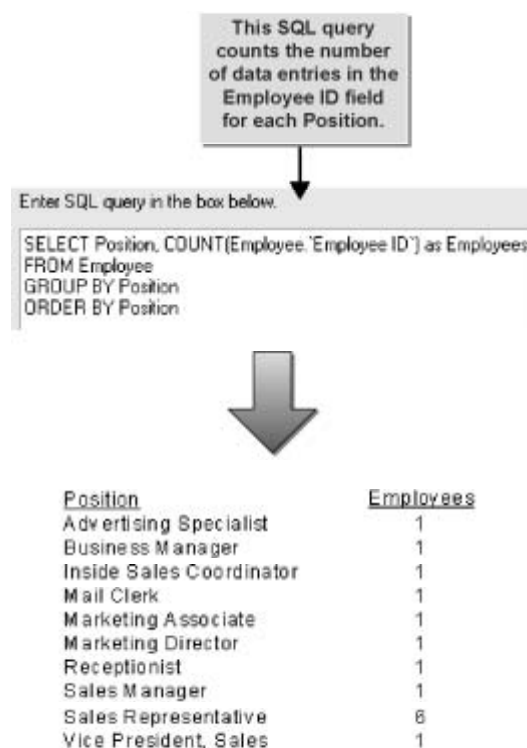 This SQL query
counts the number
of data entries in the
Employee ID field
for each Position.
Enter SQL query in the box below.
SELECT Position, COUNT(Employee.`Employee ID`) as Employees
FROM Employee
GROUP BY Position
ORDER BY Position
Position Employees
Advertising Specialist 1
Business Manager 1
Inside Sales Coordinator 1
Mail Clerk 1
Marketing Associate 1
Marketing Director 1
Receptionist 1
Sales Manager 1
Sales Representative 6
Vice President, Sales 1